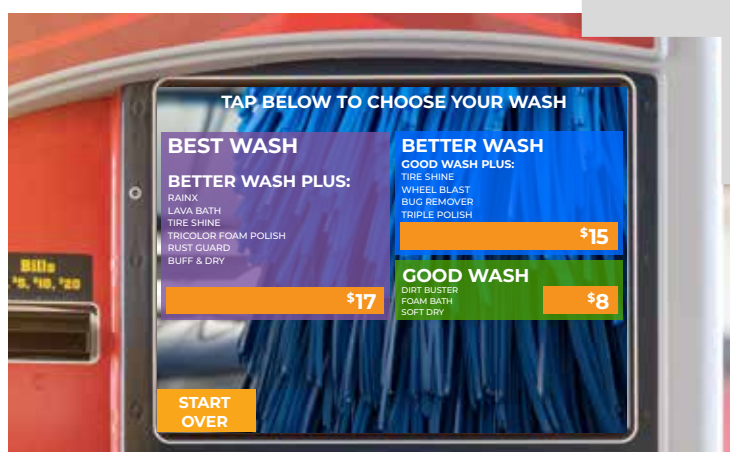 TAP BELOW TO CHOOSE YOUR WASH
BEST WASH
BETTER WASH PLUS:
RAINX
LAVA BATH
TIRE SHINE
TRICOLOR FOAM POLISH
RUST GUARD
BUFF & DRY
$17
BETTER WASH
GOOD WASH PLUS:
TIRE SHINE
WHEEL BLAST
BUG REMOVER
TRIPLE POLISH
$15
GOOD WASH
DIRT BUSTER
FOAM BATH
SOFT DRY
$8
Bills
$5, $10, $20
START
OVER